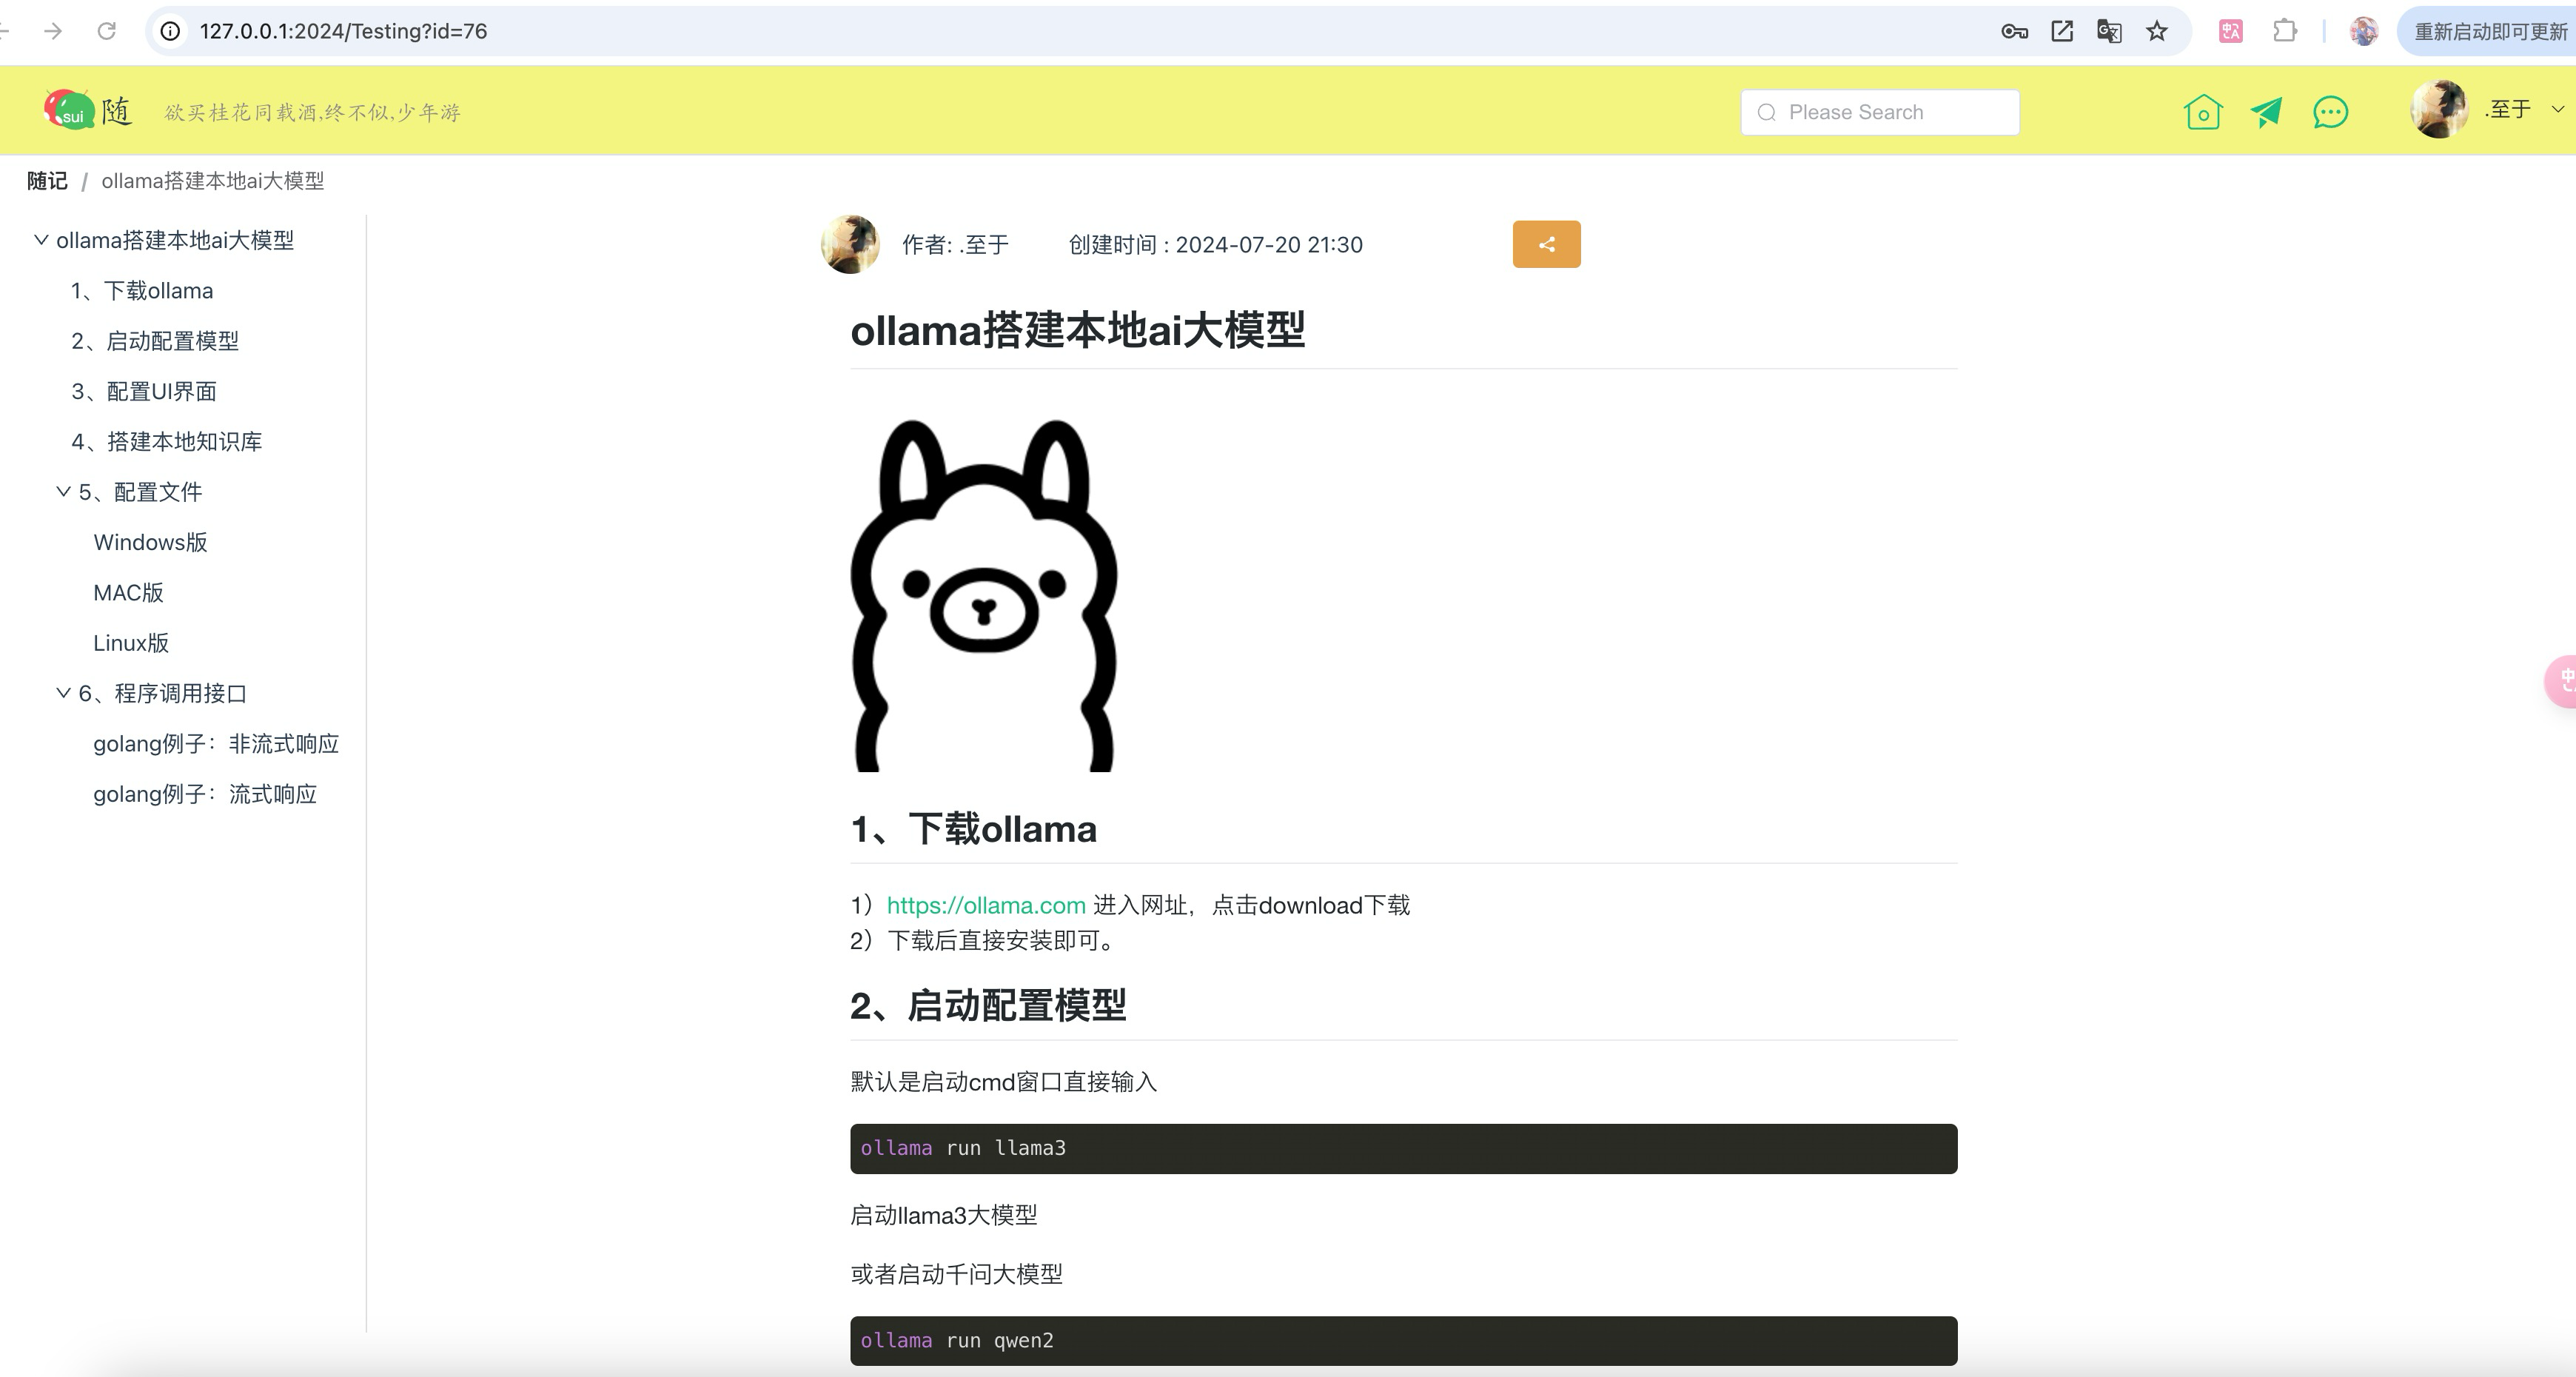 127.0.0.1:2024/Testing?id=76
重新启动即可更新
sui 随
欲买桂花同载酒,终不似,少年游
Please Search
.至于
随记 / ollama搭建本地ai大模型
ollama搭建本地ai大模型
1、下载ollama
2、启动配置模型
3、配置UI界面
4、搭建本地知识库
5、配置文件
Windows版
MAC版
Linux版
6、程序调用接口
golang例子：非流式响应
golang例子：流式响应
作者: .至于 创建时间 : 2024-07-20 21:30
ollama搭建本地ai大模型
1、下载ollama
1）https://ollama.com 进入网址，点击download下载
2）下载后直接安装即可。
2、启动配置模型
默认是启动cmd窗口直接输入
ollama run llama3
启动llama3大模型
或者启动千问大模型
ollama run qwen2